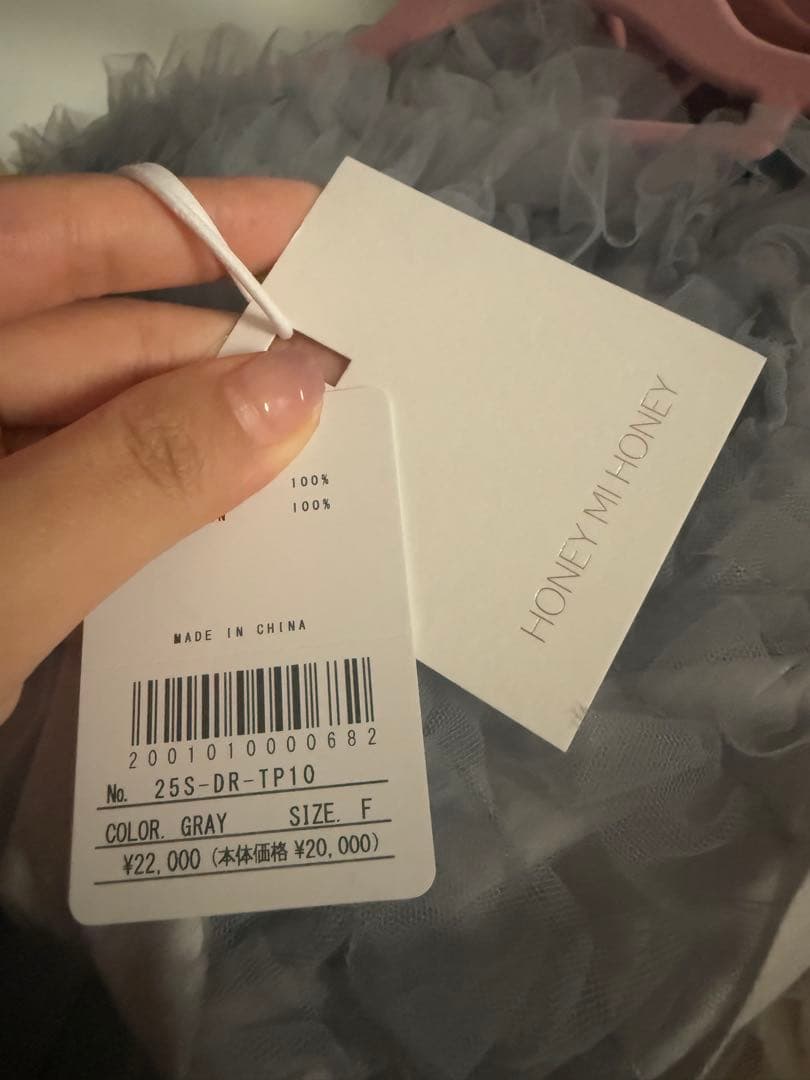 HONEY MI HONEY
100%
100%
MADE IN CHINA
2001010000682
No. 25S-DR-TP10
COLOR. GRAY SIZE. F
¥22,000 (本体価格 ¥20,000)